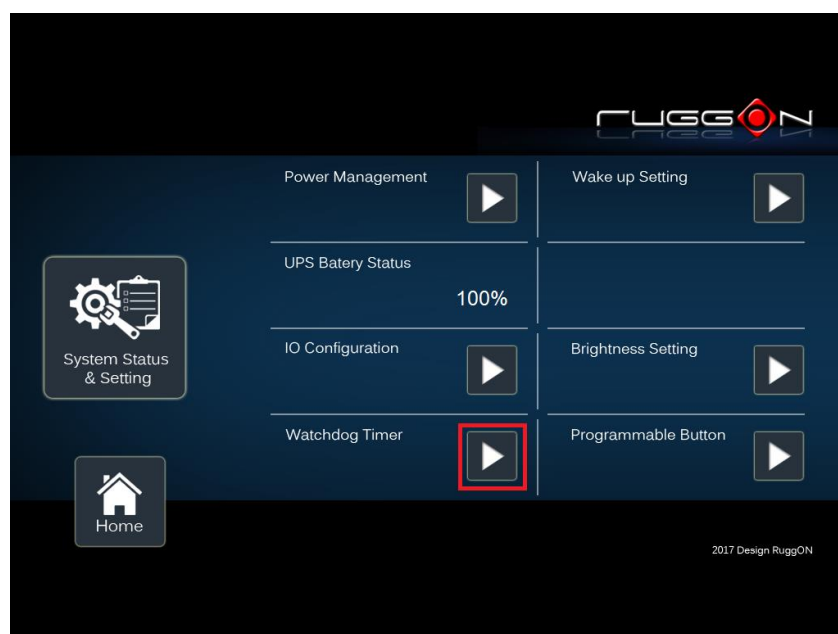 RUGGON
Power Management
Wake up Setting
UPS Batery Status
100%
System Status
& Setting
IO Configuration
Brightness Setting
Watchdog Timer
Programmable Button
Home
2017 Design RuggON